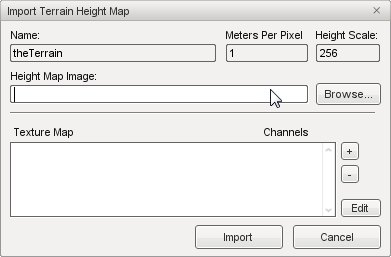 Import Terrain Height Map
Name: Meters Per Pixel Height Scale:
theTerrain 1 256
Height Map Image:
Browse...
Texture Map Channels
+
-
Edit
Import Cancel